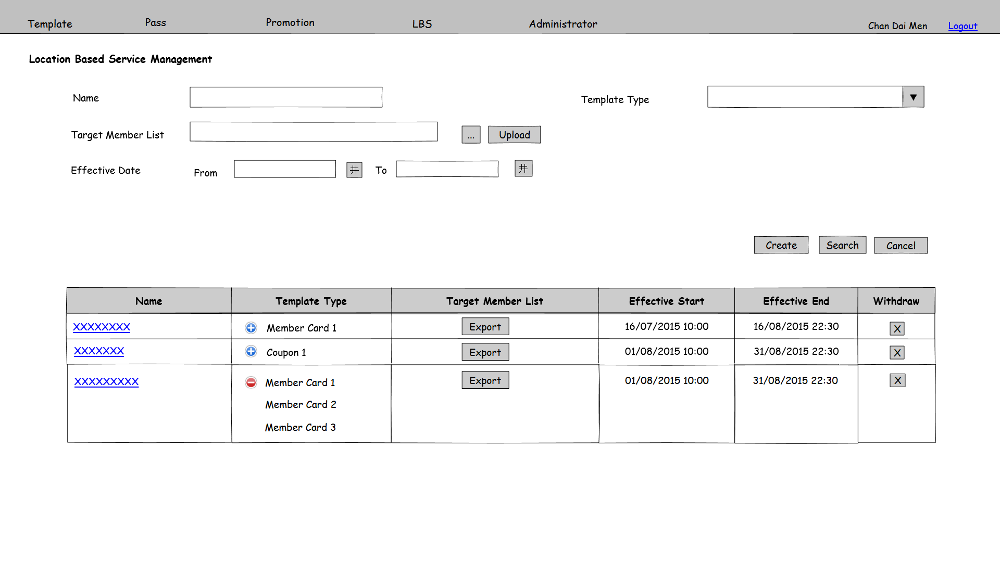 Template Pass Promotion LBS Administrator Chan Dai Men Logout
Location Based Service Management
Name Template Type ▼
Target Member List ... Upload
Effective Date From 井 To 井
Create Search Cancel
Name Template Type Target Member List Effective Start Effective End Withdraw
XXXXXXXX Member Card 1 Export 16/07/2015 10:00 16/08/2015 22:30 X
XXXXXXX Coupon 1 Export 01/08/2015 10:00 31/08/2015 22:30 X
XXXXXXXXX Member Card 1 Export 01/08/2015 10:00 31/08/2015 22:30 X
Member Card 2
Member Card 3